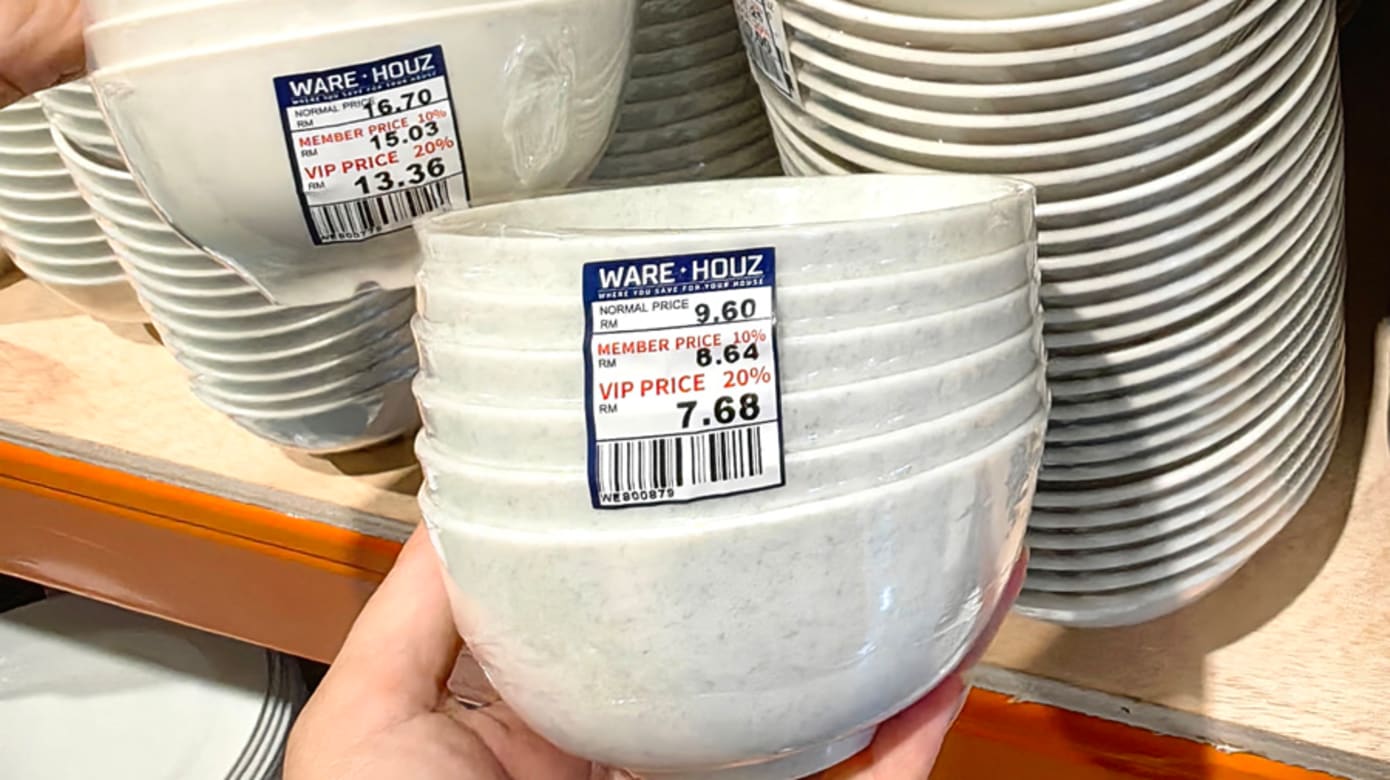 WARE·HOUZ
WHERE YOU SAVE FOR YOUR HOUSE
NORMAL PRICE
RM 16.70
MEMBER PRICE 10%
RM 15.03
VIP PRICE 20%
RM 13.36
WARE·HOUZ
WHERE YOU SAVE FOR YOUR HOUSE
NORMAL PRICE
RM 9.60
MEMBER PRICE 10%
RM 8.64
VIP PRICE 20%
RM 7.68
WE800879